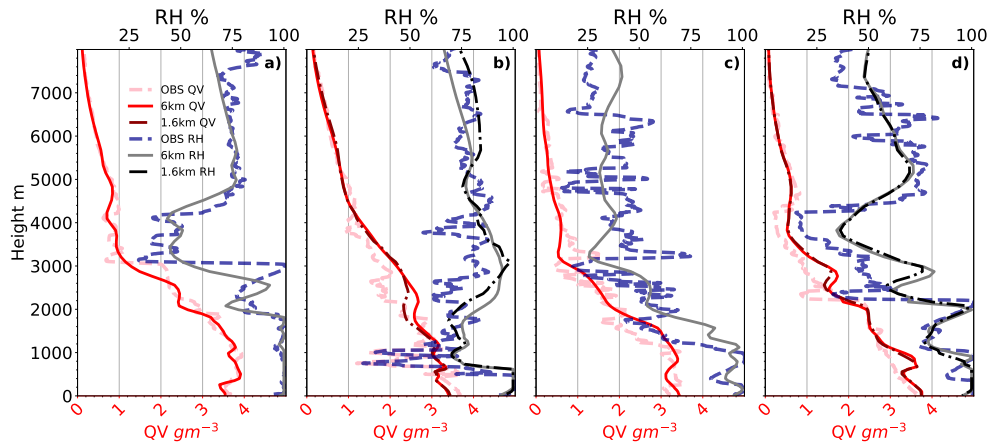 RH % RH % RH % RH %
25 50 75 100 25 50 75 100 25 50 75 100 25 50 75 100
a) b) c) d)
7000
OBS QV
6km QV
1.6km QV
6000
OBS RH
6km RH
1.6km RH
5000
4000
3000
2000
1000
0
Height m
0 1 2 3 4 0 1 2 3 4 0 1 2 3 4 0 1 2 3 4
QV gm⁻³ QV gm⁻³ QV gm⁻³ QV gm⁻³